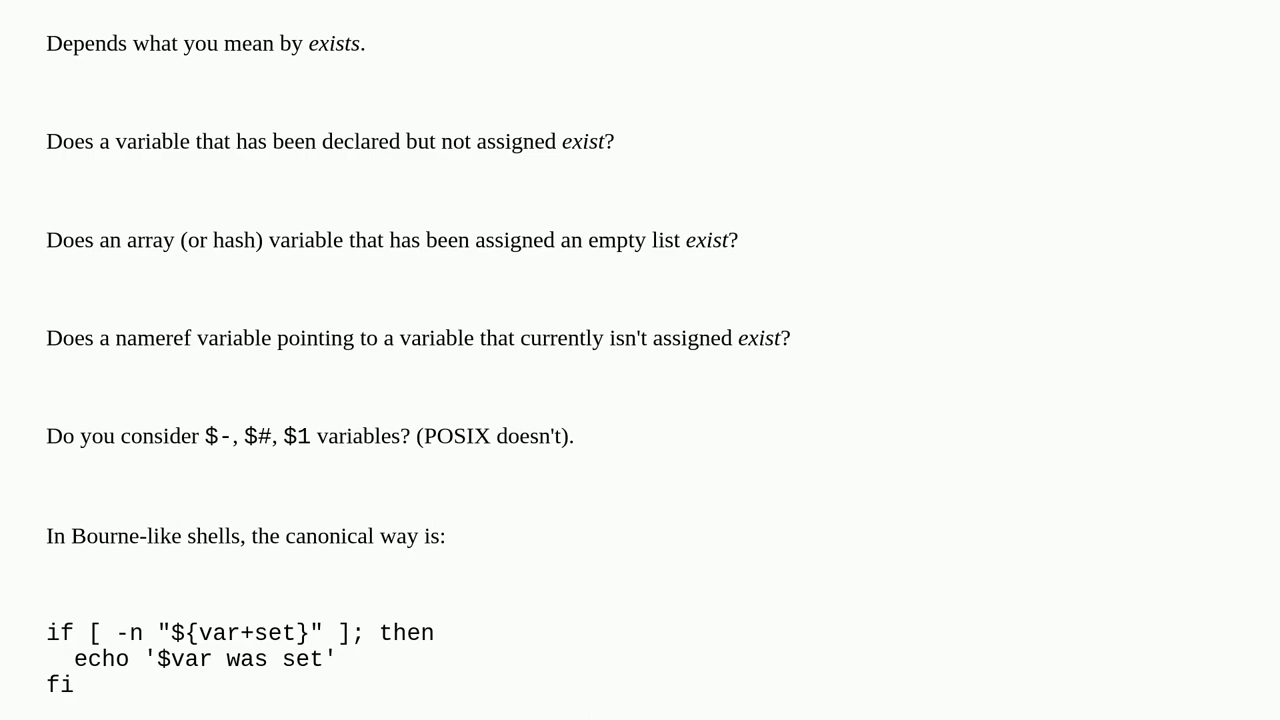 Depends what you mean by exists.
Does a variable that has been declared but not assigned exist?
Does an array (or hash) variable that has been assigned an empty list exist?
Does a nameref variable pointing to a variable that currently isn't assigned exist?
Do you consider $-, $#, $1 variables? (POSIX doesn't).
In Bourne-like shells, the canonical way is:
if [ -n "${var+set}" ]; then
  echo '$var was set'
fi